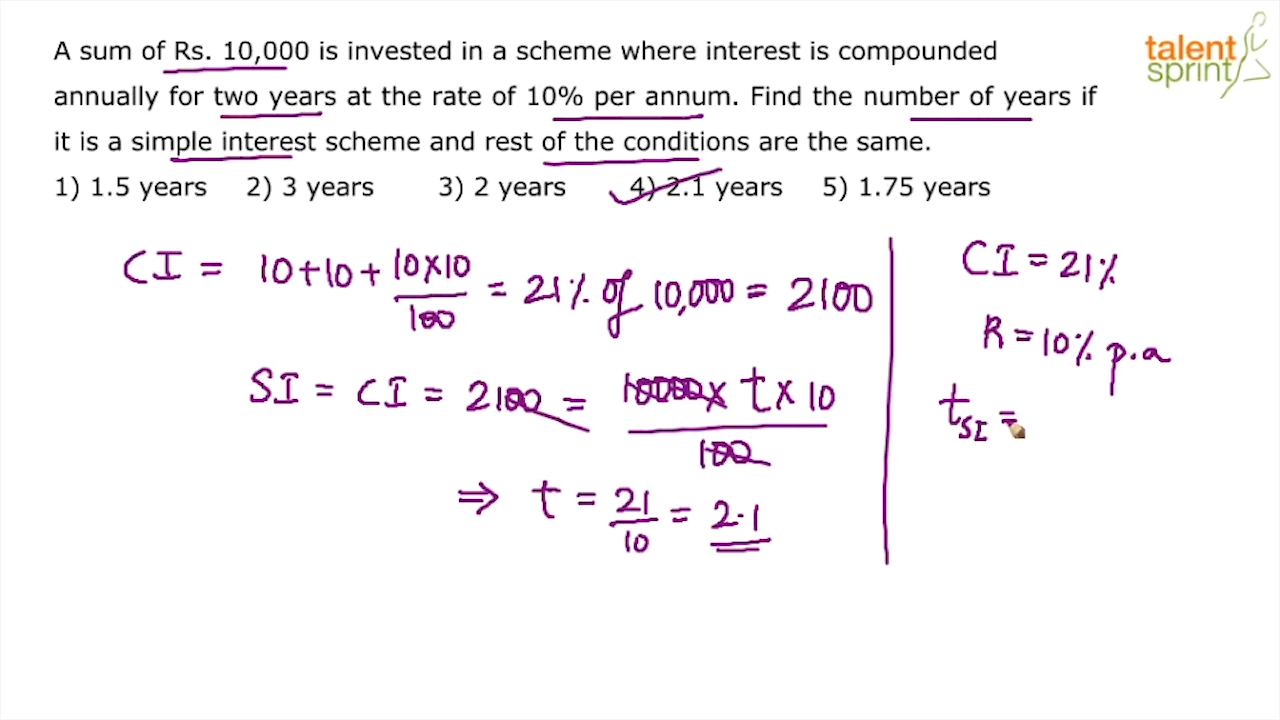 talent
sprint
A sum of Rs. 10,000 is invested in a scheme where interest is compounded
annually for two years at the rate of 10% per annum. Find the number of years if
it is a simple interest scheme and rest of the conditions are the same.
1) 1.5 years 2) 3 years 3) 2 years 4) 2.1 years 5) 1.75 years
CI = 10+10+ 10×10/100 = 21% of 10,000 = 2100
SI = CI = 2100 = 10000× t × 10/100
⇒ t = 21/10 = 2.1
CI = 21%
R = 10% p.a
tSI =